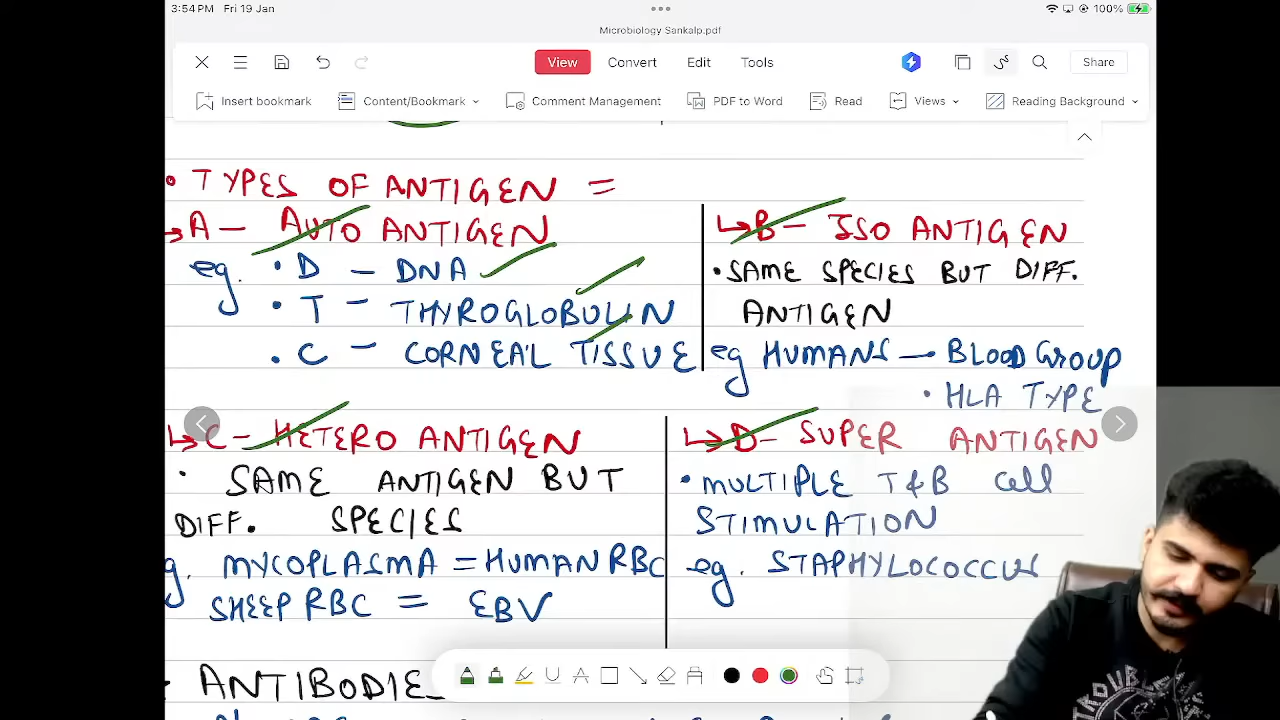 3:54 PM Fri 19 Jan
100%
Microbiology Sankalp.pdf
View Convert Edit Tools
Share
Insert bookmark Content/Bookmark Comment Management PDF to Word Read Views Reading Background
• TYPES OF ANTIGEN =
↳ A - AUTO ANTIGEN
eg. • D - DNA
• T - THYROGLOBULIN
• C - CORNEAL TISSUE
↳ B - ISO ANTIGEN
• SAME SPECIES BUT DIFF.
ANTIGEN
eg HUMANS - BLOOD GROUP
• HLA TYPE
↳ C - HETERO ANTIGEN
• SAME ANTIGEN BUT
DIFF. SPECIES
g. MYCOPLASMA = HUMAN RBC
SHEEP RBC = EBV
↳ D - SUPER ANTIGEN
• MULTIPLE T & B cell
STIMULATION
eg. STAPHYLOCOCCUS
• ANTIBODIES